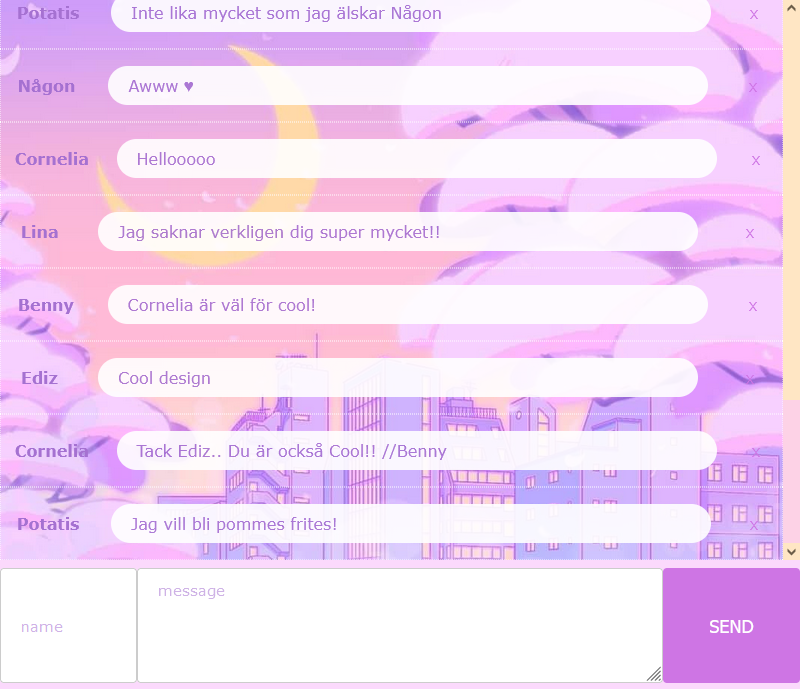 Potatis Inte lika mycket som jag älskar Någon x
Någon Awww ♥ x
Cornelia Hellooooo x
Lina Jag saknar verkligen dig super mycket!! x
Benny Cornelia är väl för cool! x
Ediz Cool design x
Cornelia Tack Ediz.. Du är också Cool!! //Benny x
Potatis Jag vill bli pommes frites! x
name message SEND